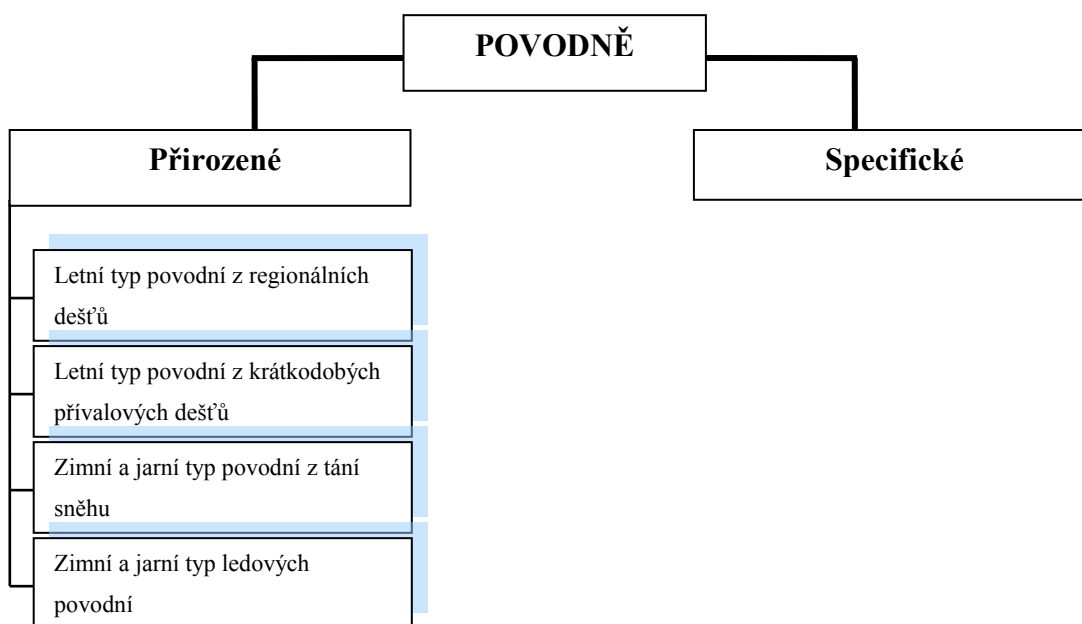 POVODNĚ
Přirozené
Specifické
Letní typ povodní z regionálních
dešťů
Letní typ povodní z krátkodobých
přívalových dešťů
Zimní a jarní typ povodní z tání
sněhu
Zimní a jarní typ ledových
povodní